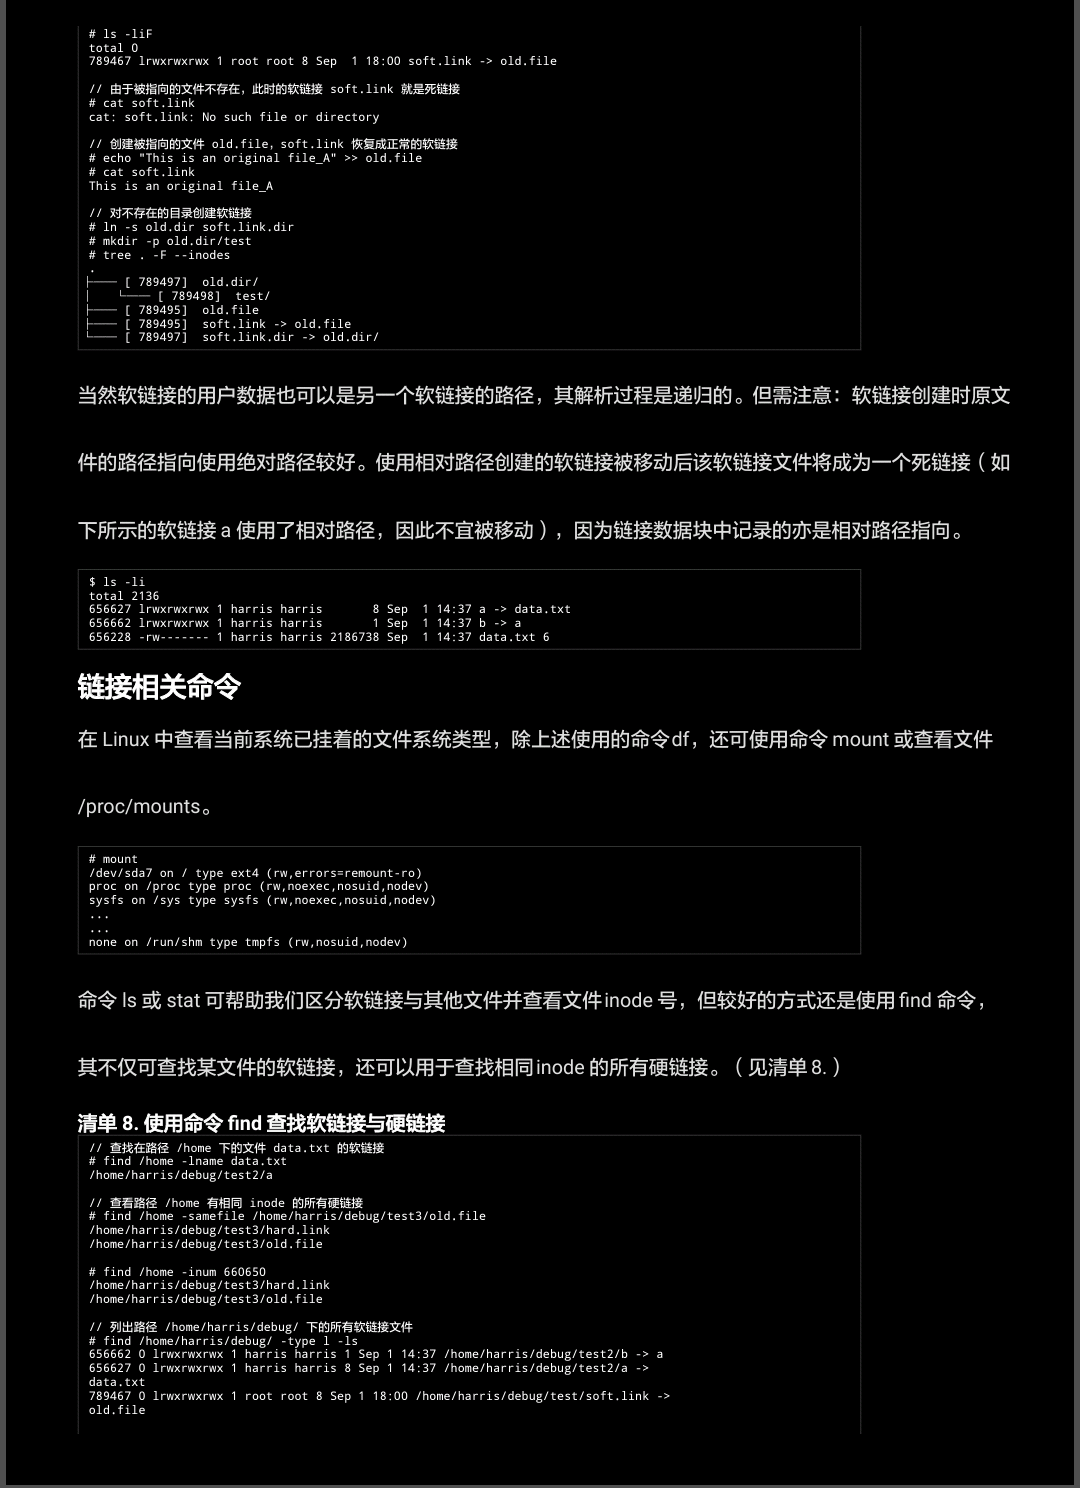 # ls -liF
total 0
789467 lrwxrwxrwx 1 root root 8 Sep  1 18:00 soft.link -> old.file
// 由于被指向的文件不存在，此时的软链接 soft.link 就是死链接
# cat soft.link
cat: soft.link: No such file or directory
// 创建被指向的文件 old.file，soft.link 恢复成正常的软链接
# echo "This is an original file_A" >> old.file
# cat soft.link
This is an original file_A
// 对不存在的目录创建软链接
# ln -s old.dir soft.link.dir
# mkdir -p old.dir/test
# tree . -F --inodes
.
├──── [ 789497]  old.dir/
│    └──── [ 789498]  test/
├──── [ 789495]  old.file
├──── [ 789495]  soft.link -> old.file
└──── [ 789497]  soft.link.dir -> old.dir/
当然软链接的用户数据也可以是另一个软链接的路径，其解析过程是递归的。但需注意：软链接创建时原文
件的路径指向使用绝对路径较好。使用相对路径创建的软链接被移动后该软链接文件将成为一个死链接（如
下所示的软链接 a 使用了相对路径，因此不宜被移动），因为链接数据块中记录的亦是相对路径指向。
$ ls -li
total 2136
656627 lrwxrwxrwx 1 harris harris       8 Sep  1 14:37 a -> data.txt
656662 lrwxrwxrwx 1 harris harris       1 Sep  1 14:37 b -> a
656228 -rw------- 1 harris harris 2186738 Sep  1 14:37 data.txt 6
链接相关命令
在 Linux 中查看当前系统已挂着的文件系统类型，除上述使用的命令 df，还可使用命令 mount 或查看文件
/proc/mounts。
# mount
/dev/sda7 on / type ext4 (rw,errors=remount-ro)
proc on /proc type proc (rw,noexec,nosuid,nodev)
sysfs on /sys type sysfs (rw,noexec,nosuid,nodev)
...
...
none on /run/shm type tmpfs (rw,nosuid,nodev)
命令 ls 或 stat 可帮助我们区分软链接与其他文件并查看文件 inode 号，但较好的方式还是使用 find 命令，
其不仅可查找某文件的软链接，还可以用于查找相同 inode 的所有硬链接。（见清单 8.）
清单 8. 使用命令 find 查找软链接与硬链接
// 查找在路径 /home 下的文件 data.txt 的软链接
# find /home -lname data.txt
/home/harris/debug/test2/a
// 查看路径 /home 有相同 inode 的所有硬链接
# find /home -samefile /home/harris/debug/test3/old.file
/home/harris/debug/test3/hard.link
/home/harris/debug/test3/old.file
# find /home -inum 660650
/home/harris/debug/test3/hard.link
/home/harris/debug/test3/old.file
// 列出路径 /home/harris/debug/ 下的所有软链接文件
# find /home/harris/debug/ -type l -ls
656662 0 lrwxrwxrwx 1 harris harris 1 Sep 1 14:37 /home/harris/debug/test2/b -> a
656627 0 lrwxrwxrwx 1 harris harris 8 Sep 1 14:37 /home/harris/debug/test2/a ->
data.txt
789467 0 lrwxrwxrwx 1 root root 8 Sep 1 18:00 /home/harris/debug/test/soft.link ->
old.file